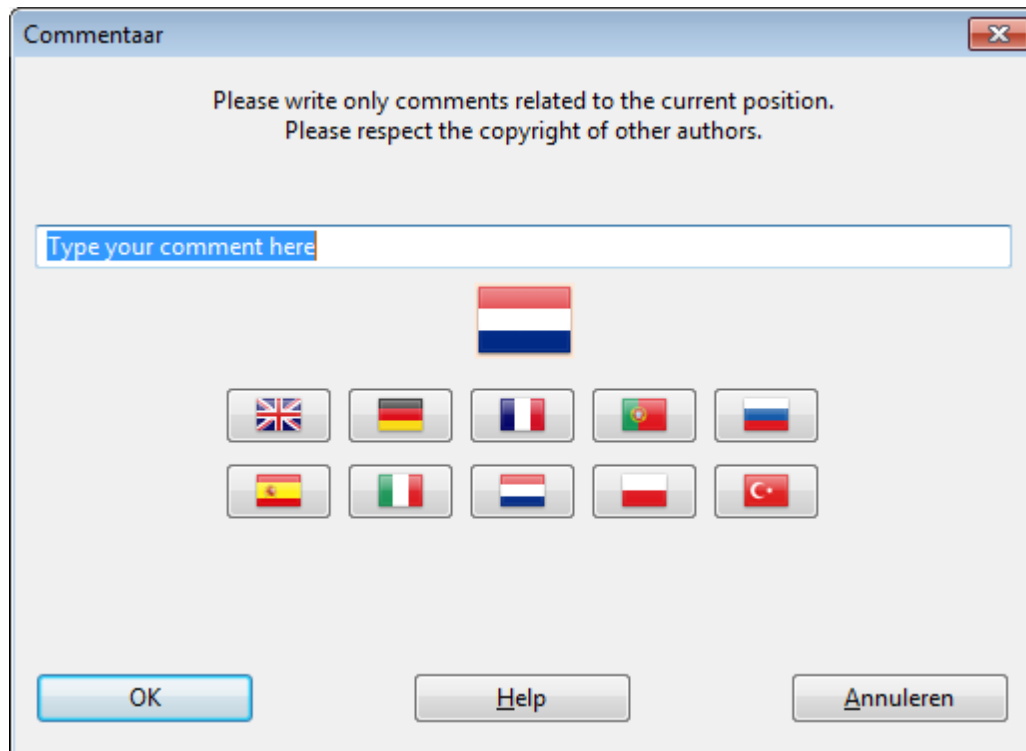 Commentaar
Please write only comments related to the current position.
Please respect the copyright of other authors.
Type your comment here
OK
Help
Annuleren